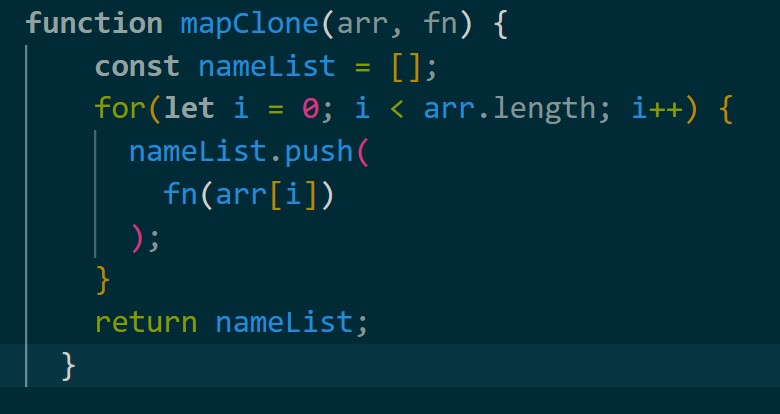 function mapClone(arr, fn) {
    const nameList = [];
    for(let i = 0; i < arr.length; i++) {
      nameList.push(
        fn(arr[i])
      );
    }
    return nameList;
  }